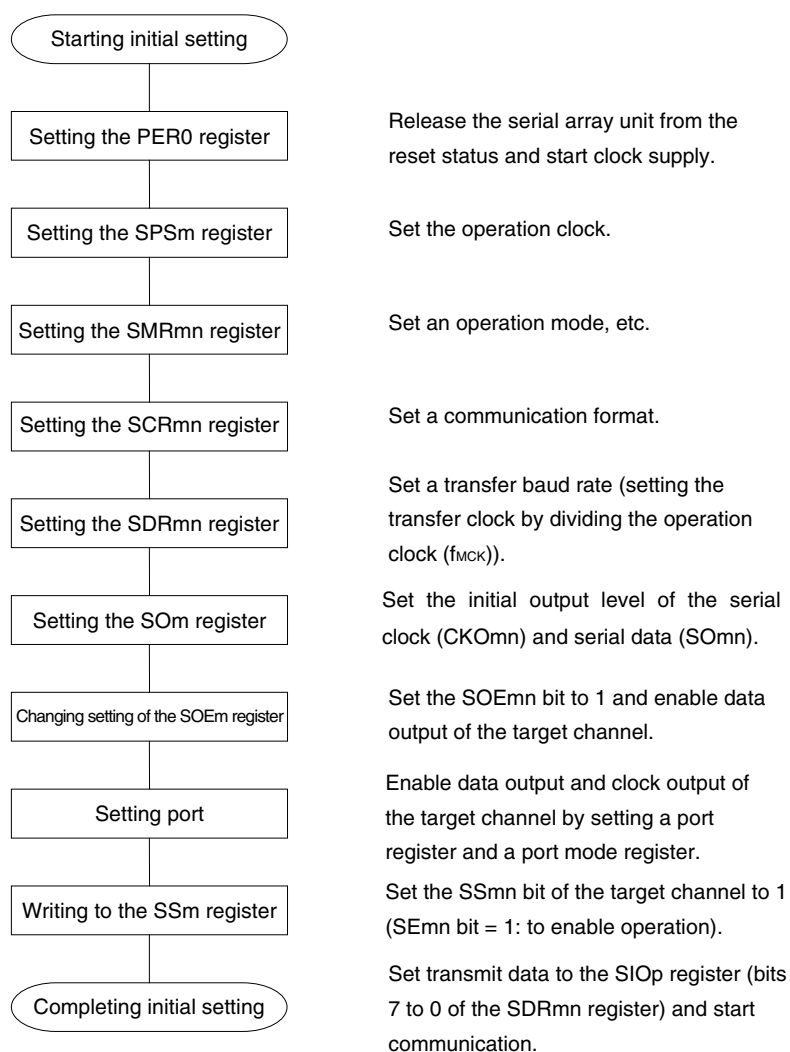 Starting initial setting
Setting the PER0 register
Release the serial array unit from the
reset status and start clock supply.
Setting the SPSm register
Set the operation clock.
Setting the SMRmn register
Set an operation mode, etc.
Setting the SCRmn register
Set a communication format.
Setting the SDRmn register
Set a transfer baud rate (setting the
transfer clock by dividing the operation
clock (fMCK)).
Setting the SOm register
Set the initial output level of the serial
clock (CKOmn) and serial data (SOmn).
Changing setting of the SOEm register
Set the SOEmn bit to 1 and enable data
output of the target channel.
Setting port
Enable data output and clock output of
the target channel by setting a port
register and a port mode register.
Writing to the SSm register
Set the SSmn bit of the target channel to 1
(SEmn bit = 1: to enable operation).
Completing initial setting
Set transmit data to the SIOp register (bits
7 to 0 of the SDRmn register) and start
communication.